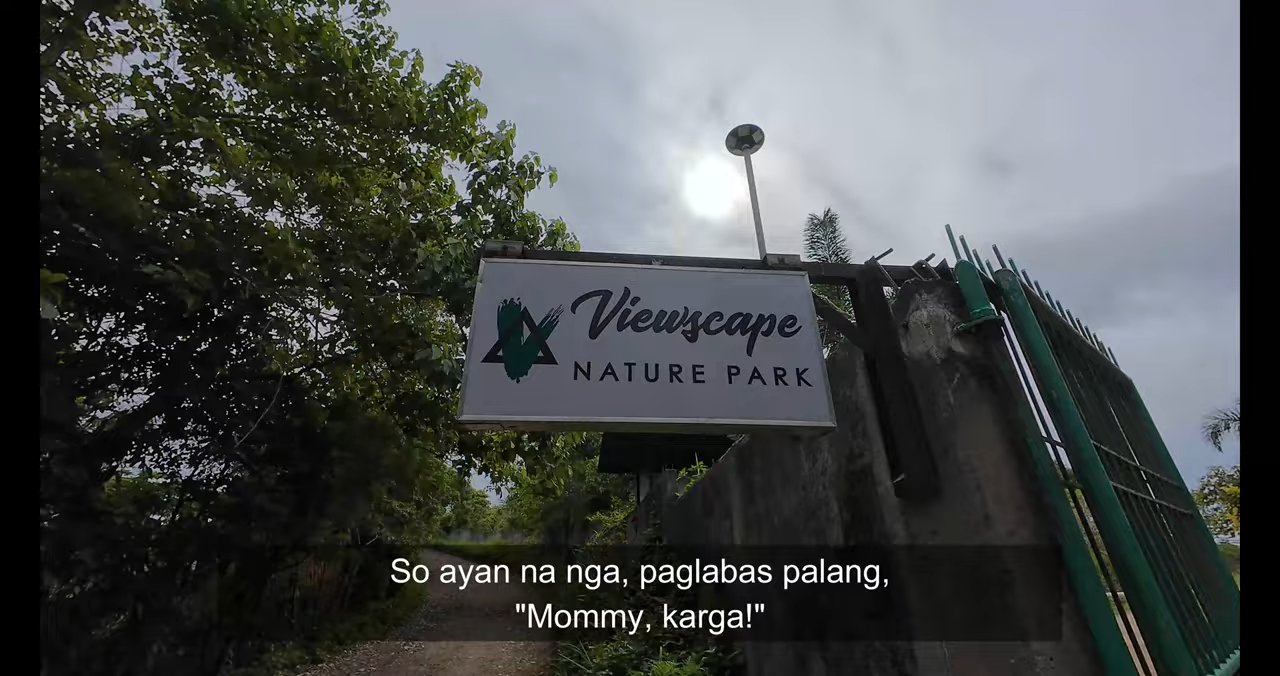 Viewscape
NATURE PARK
So ayan na nga, paglabas palang,
"Mommy, karga!"